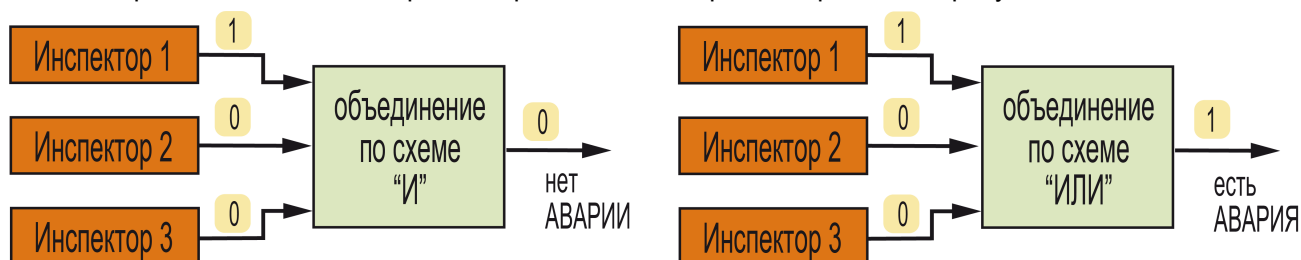 Инспектор 1
1
Инспектор 2
0
Инспектор 3
0
объединение
по схеме
“И”
0
нет
АВАРИИ
Инспектор 1
1
Инспектор 2
0
Инспектор 3
0
объединение
по схеме
“ИЛИ”
1
есть
АВАРИЯ